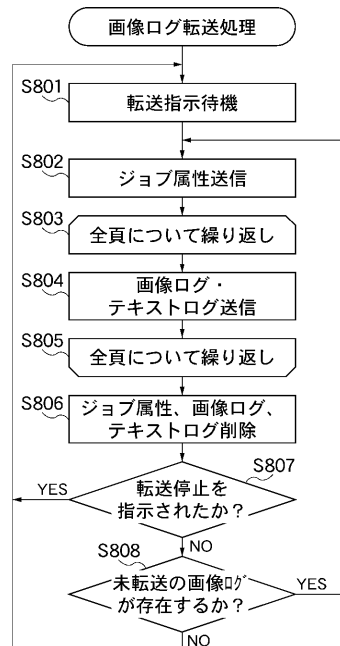 画像ログ転送処理
S801
転送指示待機
S802
ジョブ属性送信
S803
全頁について繰り返し
S804
画像ログ・
テキストログ送信
S805
全頁について繰り返し
S806
ジョブ属性、画像ログ、
テキストログ削除
S807
YES
転送停止を
指示されたか？
NO
S808
未転送の画像ログ
が存在するか？
YES
NO